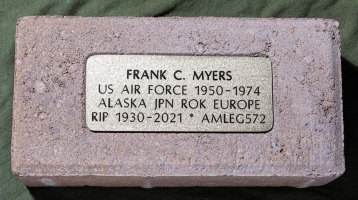 FRANK C. MYERS
US AIR FORCE 1950-1974
ALASKA JPN ROK EUROPE
RIP 1930-2021 * AMLEG572